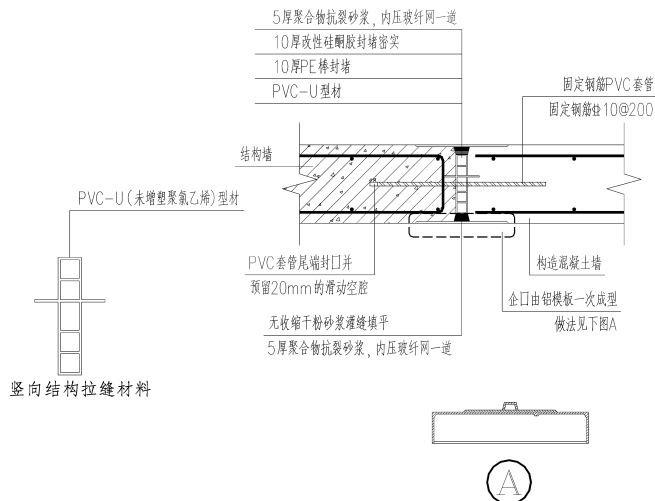 5厚聚合物抗裂砂浆，内压玻纤网一道
10厚改性硅酮胶封堵密实
10厚PE棒封堵
PVC-U型材
固定钢筋PVC套管
固定钢筋⌀10@200
结构墙
PVC-U(未增塑聚氯乙烯)型材
PVC套管尾端封口并
预留20mm的滑动空腔
构造混凝土墙
企口由铝模板一次成型
做法见下图A
无收缩干粉砂浆灌缝填平
5厚聚合物抗裂砂浆，内压玻纤网一道
竖向结构拉缝材料
A